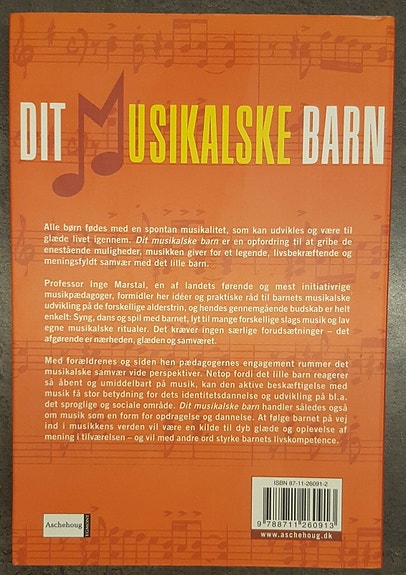 DIT MUSIKALSKE BARN
Alle børn fødes med en spontan musikalitet, som kan udvikles og være til
glæde livet igennem. Dit musikalske barn er en opfordring til at gribe de
enestående muligheder, musikken giver for et legende, livsbekræftende og
meningsfyldt samvær med det lille barn.
Professor Inge Marstal, en af landets førende og mest initiativrige
musikpædagoger, formidler her idéer og praktiske råd til barnets musikalske
udvikling på de forskellige alderstrin, og hendes gennemgående budskab er helt
enkelt: Syng, dans og spil med barnet, lyt til mange forskellige slags musik og lav
egne musikalske ritualer. Det kræver ingen særlige forudsætninger – det
afgørende er nærheden, glæden og samværet.
Med forældrenes og siden hen pædagogernes engagement rummer det
musikalske samvær vide perspektiver. Netop fordi det lille barn reagerer
så åbent og umiddelbart på musik, kan den aktive beskæftigelse med
musik få stor betydning for dets identitetsdannelse og udvikling på bl.a.
det sproglige og sociale område. Dit musikalske barn handler således også
om musik som en form for opdragelse og dannelse. At følge barnet på vej
ind i musikkens verden vil være en kilde til dyb glæde og oplevelse af
mening i tilværelsen – og vil med andre ord styrke barnets livskompetence.
ISBN 87-11-26091-2
9 788711 260913
www.aschehoug.dk
Aschehoug
EGMONT